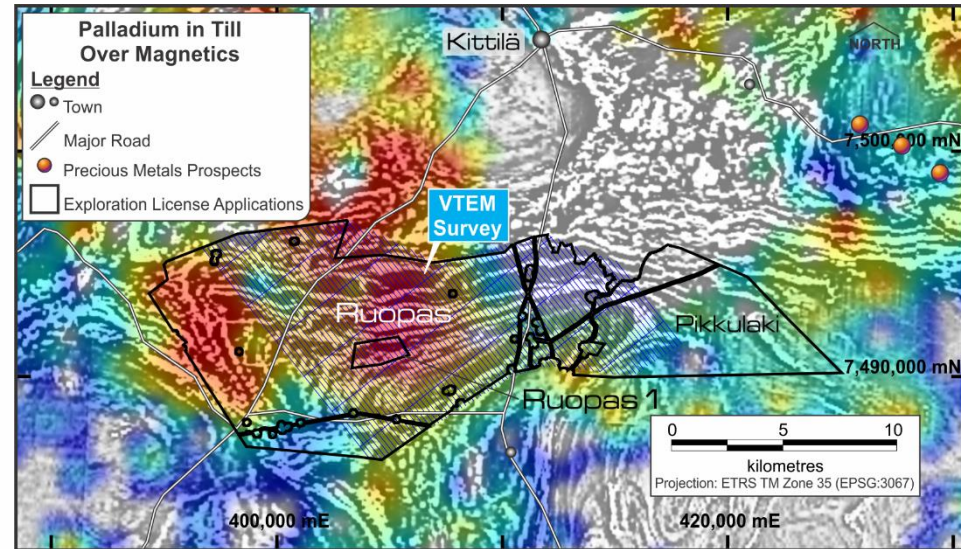 Palladium in Till
Over Magnetics
Legend
Town
Major Road
Precious Metals Prospects
Exploration License Applications
Kittilä
NORTH
7,500,000 mN
VTEM
Survey
Ruopas
Pikkulaki
7,490,000 mN
Ruopas 1
0 5 10
kilometres
Projection: ETRS TM Zone 35 (EPSG:3067)
400,000 mE
420,000 mE